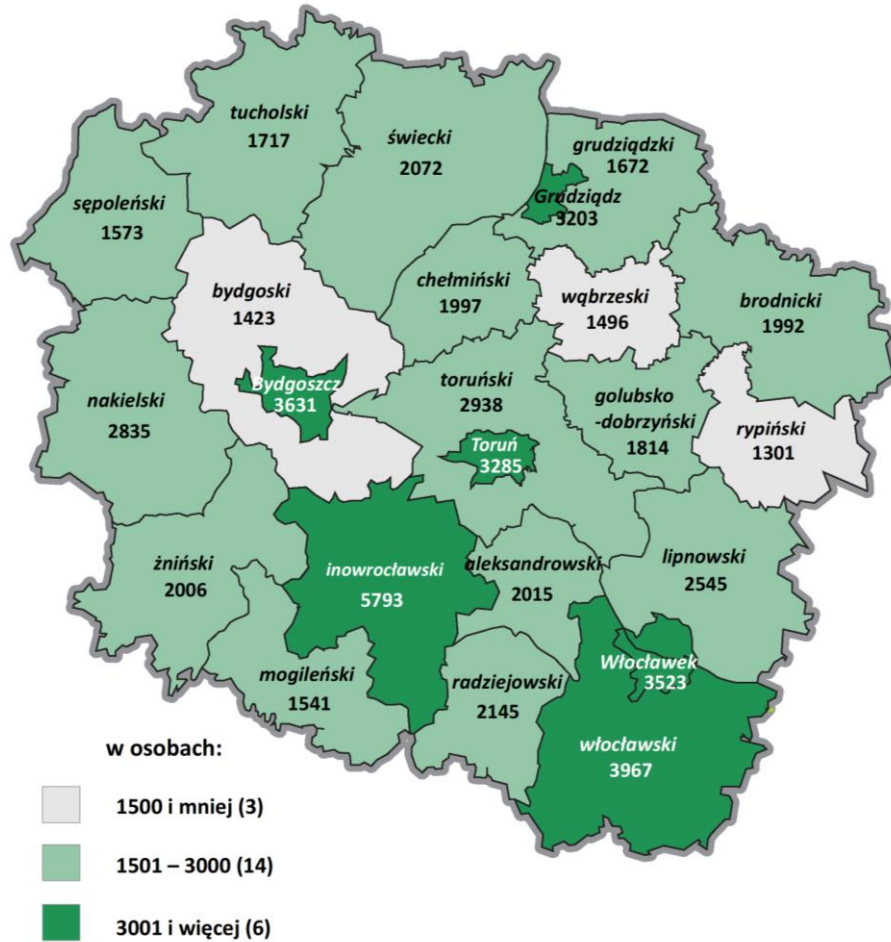 tucholski
1717
świecki
2072
grudziądzki
1672
Grudziądz
3203
sępoleński
1573
bydgoski
1423
chełmiński
1997
wąbrzeski
1496
brodnicki
1992
Bydgoszcz
3631
nakielski
2835
toruński
2938
golubsko
-dobrzyński
1814
rypiński
1301
Toruń
3285
żniński
2006
inowrocławski
5793
aleksandrowski
2015
lipnowski
2545
mogileński
1541
radziejowski
2145
Włocławek
3523
włocławski
3967
w osobach:
1500 i mniej (3)
1501 – 3000 (14)
3001 i więcej (6)